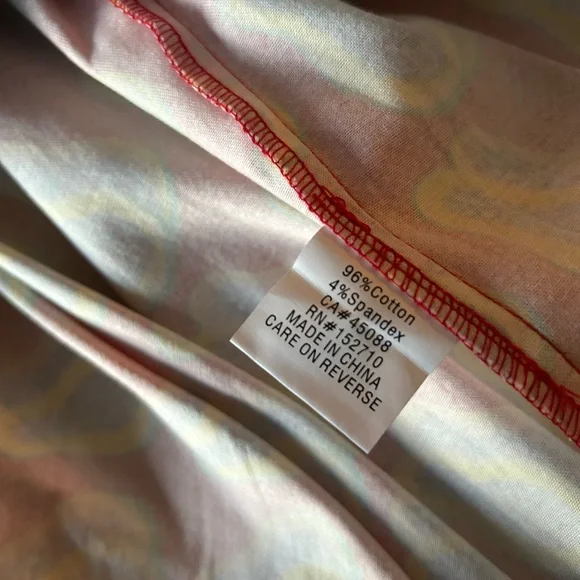 96%Cotton
4%Spandex
CA#45088
RN#152710
MADE IN CHINA
CARE ON REVERSE